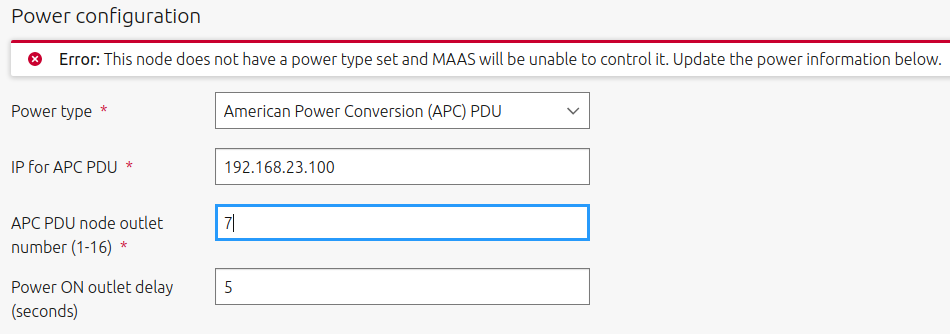 Power configuration
Error: This node does not have a power type set and MAAS will be unable to control it. Update the power information below.
Power type *
American Power Conversion (APC) PDU
IP for APC PDU *
192.168.23.100
APC PDU node outlet
number (1-16) *
7
Power ON outlet delay
(seconds)
5